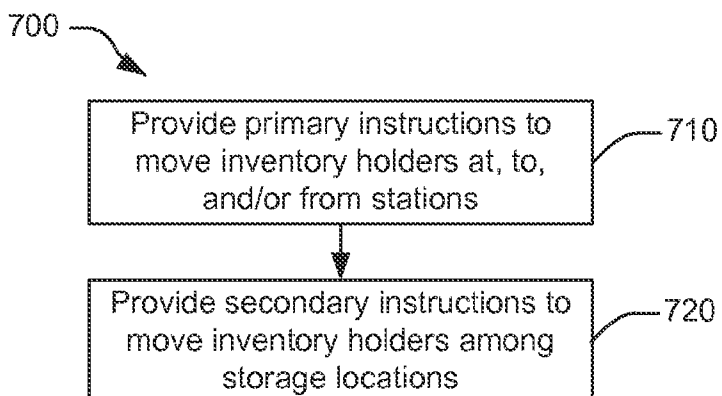 700
Provide primary instructions to
move inventory holders at, to,
and/or from stations
710
Provide secondary instructions to
move inventory holders among
storage locations
720